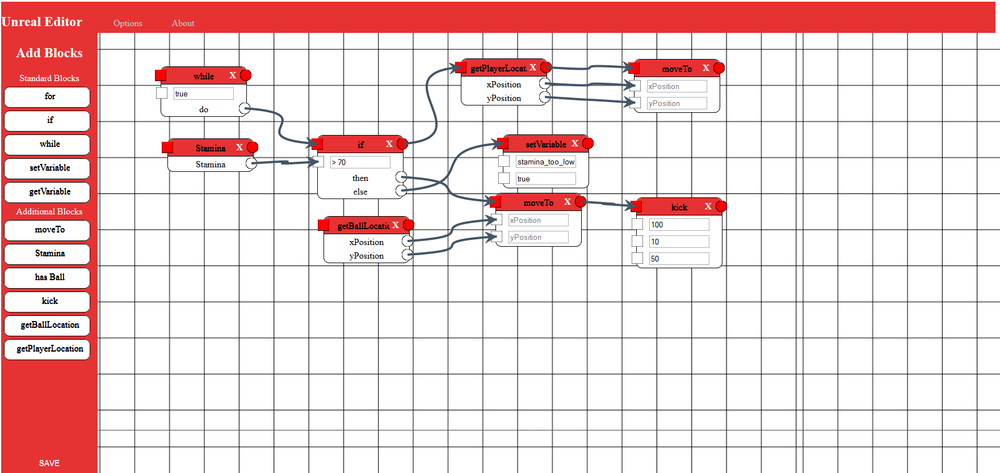 Unreal Editor
Options
About
Add Blocks
Standard Blocks
for
if
while
setVariable
getVariable
Additional Blocks
moveTo
Stamina
has Ball
kick
getBallLocation
getPlayerLocation
SAVE
while X
true
do
Stamina X
Stamina
if X
> 70
then
else
getBallLocatic X
xPosition
yPosition
getPlayerLocat. X
xPosition
yPosition
moveTo X
xPosition
yPosition
setVariable X
stamina_too_low
true
moveTo X
xPosition
yPosition
kick X
100
10
50